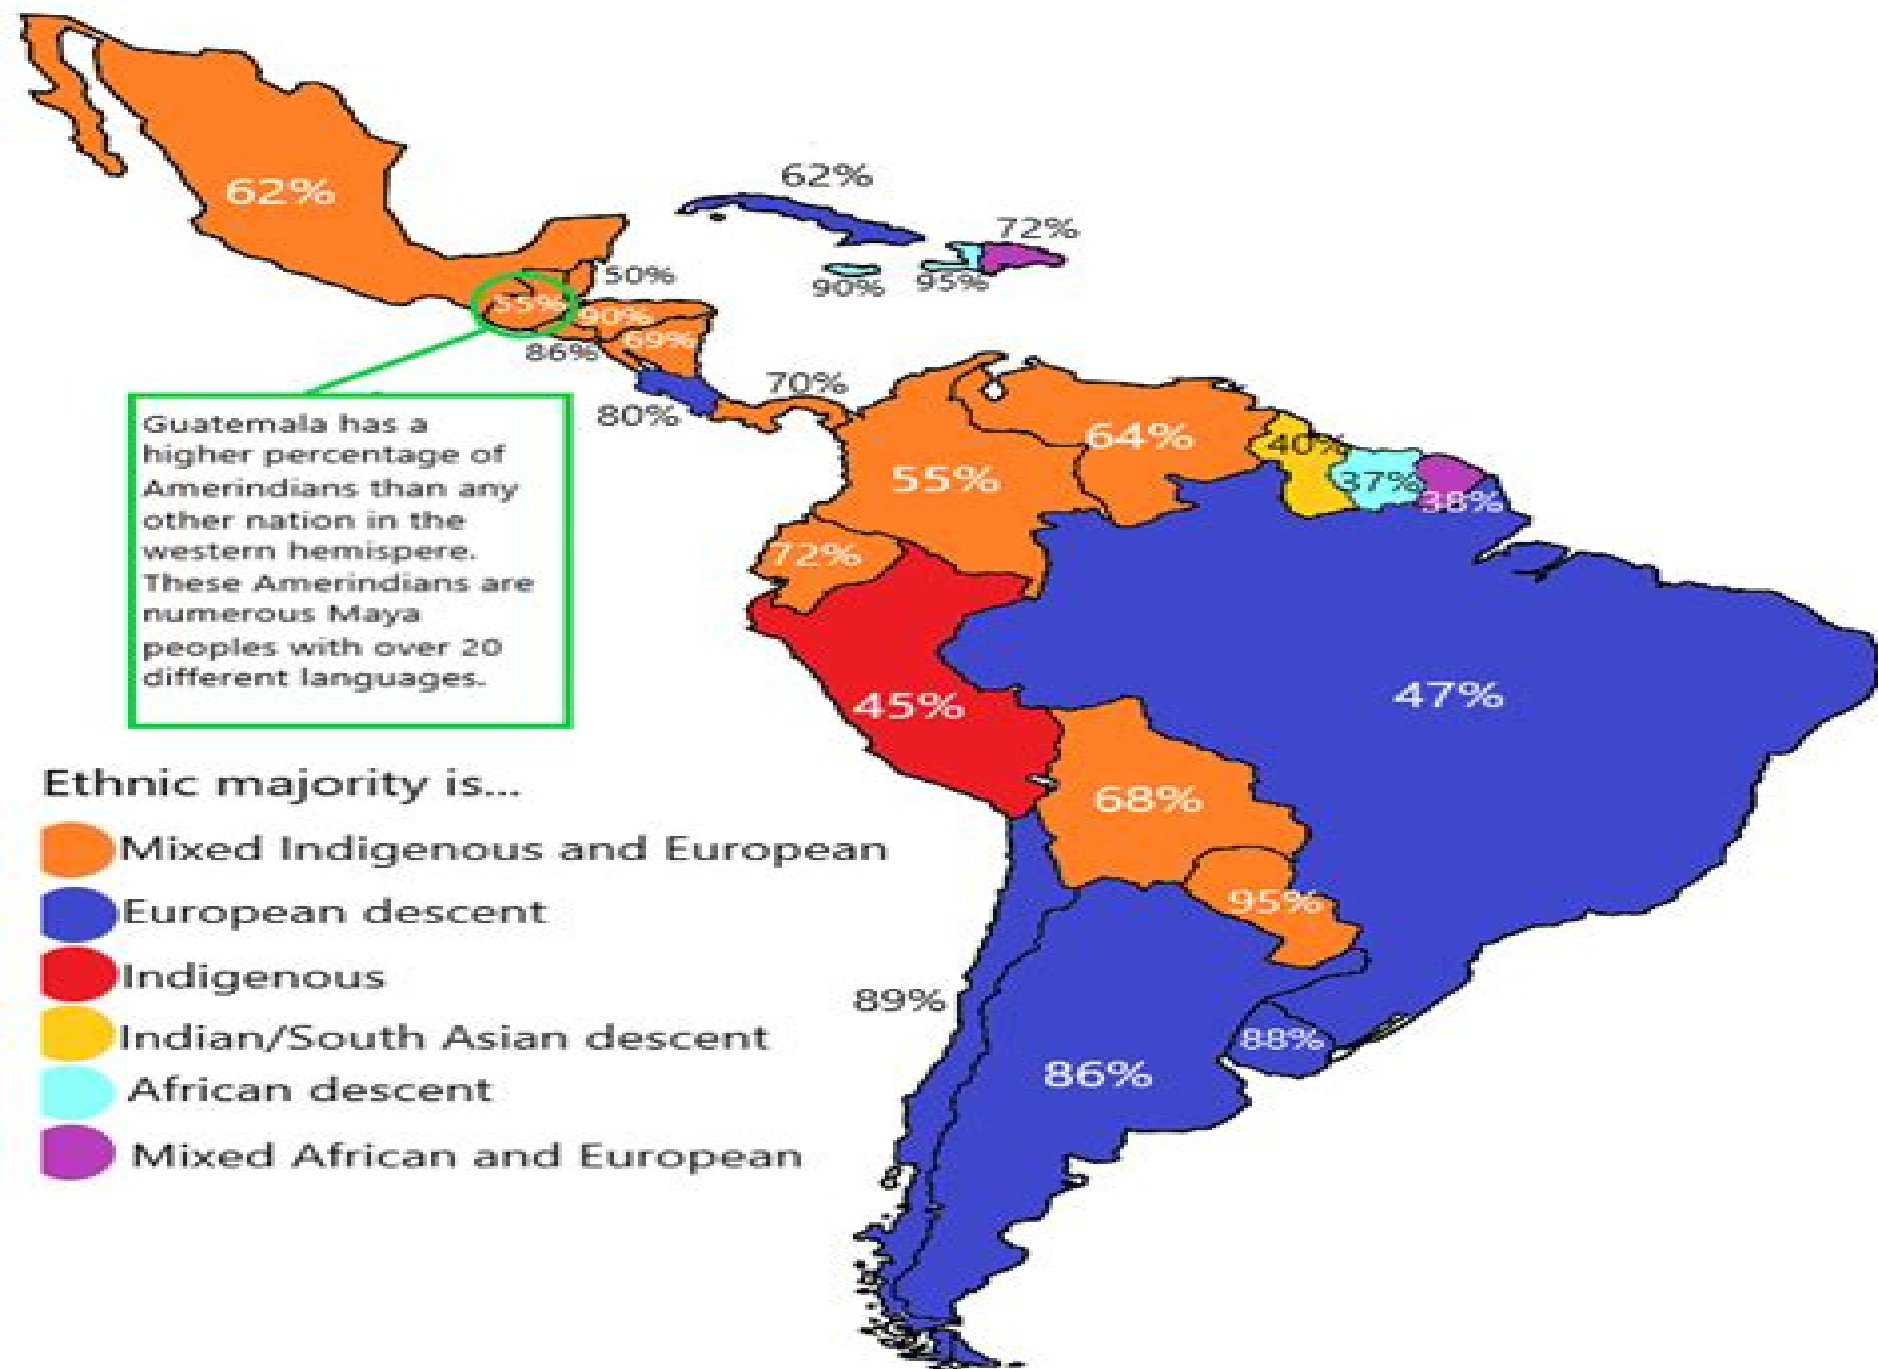 62%
62%
72%
50%
90%
95%
55%
90%
69%
86%
70%
80%
Guatemala has a
higher percentage of
Amerindians than any
other nation in the
western hemispere.
These Amerindians are
numerous Maya
peoples with over 20
different languages.
64%
40%
55%
37%
38%
72%
47%
45%
68%
95%
89%
88%
86%
Ethnic majority is...
Mixed Indigenous and European
European descent
Indigenous
Indian/South Asian descent
African descent
Mixed African and European